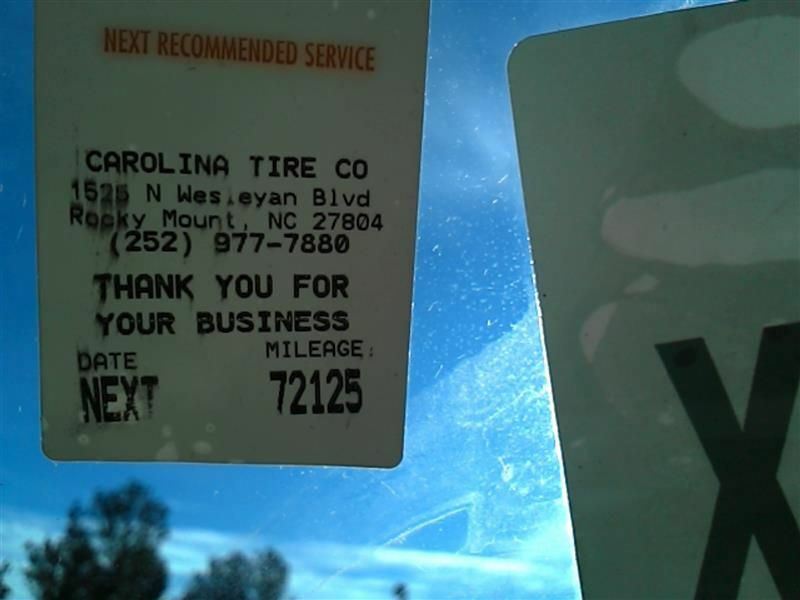 NEXT RECOMMENDED SERVICE
CAROLINA TIRE CO
1525 N Wesleyan Blvd
Rocky Mount, NC 27804
(252) 977-7880
THANK YOU FOR
YOUR BUSINESS
DATE MILEAGE:
NEXT 72125
X